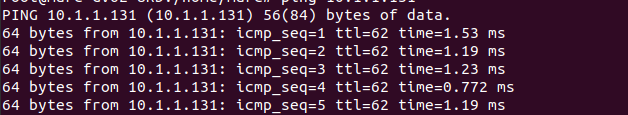 PING 10.1.1.131 (10.1.1.131) 56(84) bytes of data.
64 bytes from 10.1.1.131: icmp_seq=1 ttl=62 time=1.53 ms
64 bytes from 10.1.1.131: icmp_seq=2 ttl=62 time=1.19 ms
64 bytes from 10.1.1.131: icmp_seq=3 ttl=62 time=1.23 ms
64 bytes from 10.1.1.131: icmp_seq=4 ttl=62 time=0.772 ms
64 bytes from 10.1.1.131: icmp_seq=5 ttl=62 time=1.19 ms